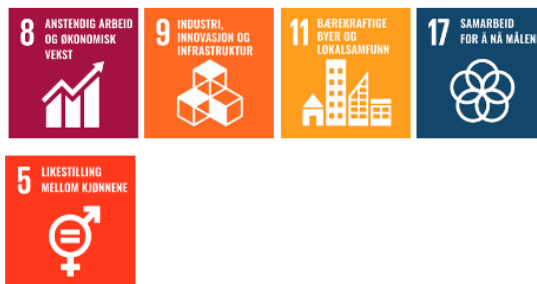 8 ANSTENDIG ARBEID
OG ØKONOMISK
VEKST
9 INDUSTRI,
INNOVASJON OG
INFRASTRUKTUR
11 BÆREKRAFTIGE
BYER OG
LOKALSAMFUNN
17 SAMARBEID
FOR Å NÅ MÅLENE
5 LIKESTILLING
MELLOM KJØNNENE